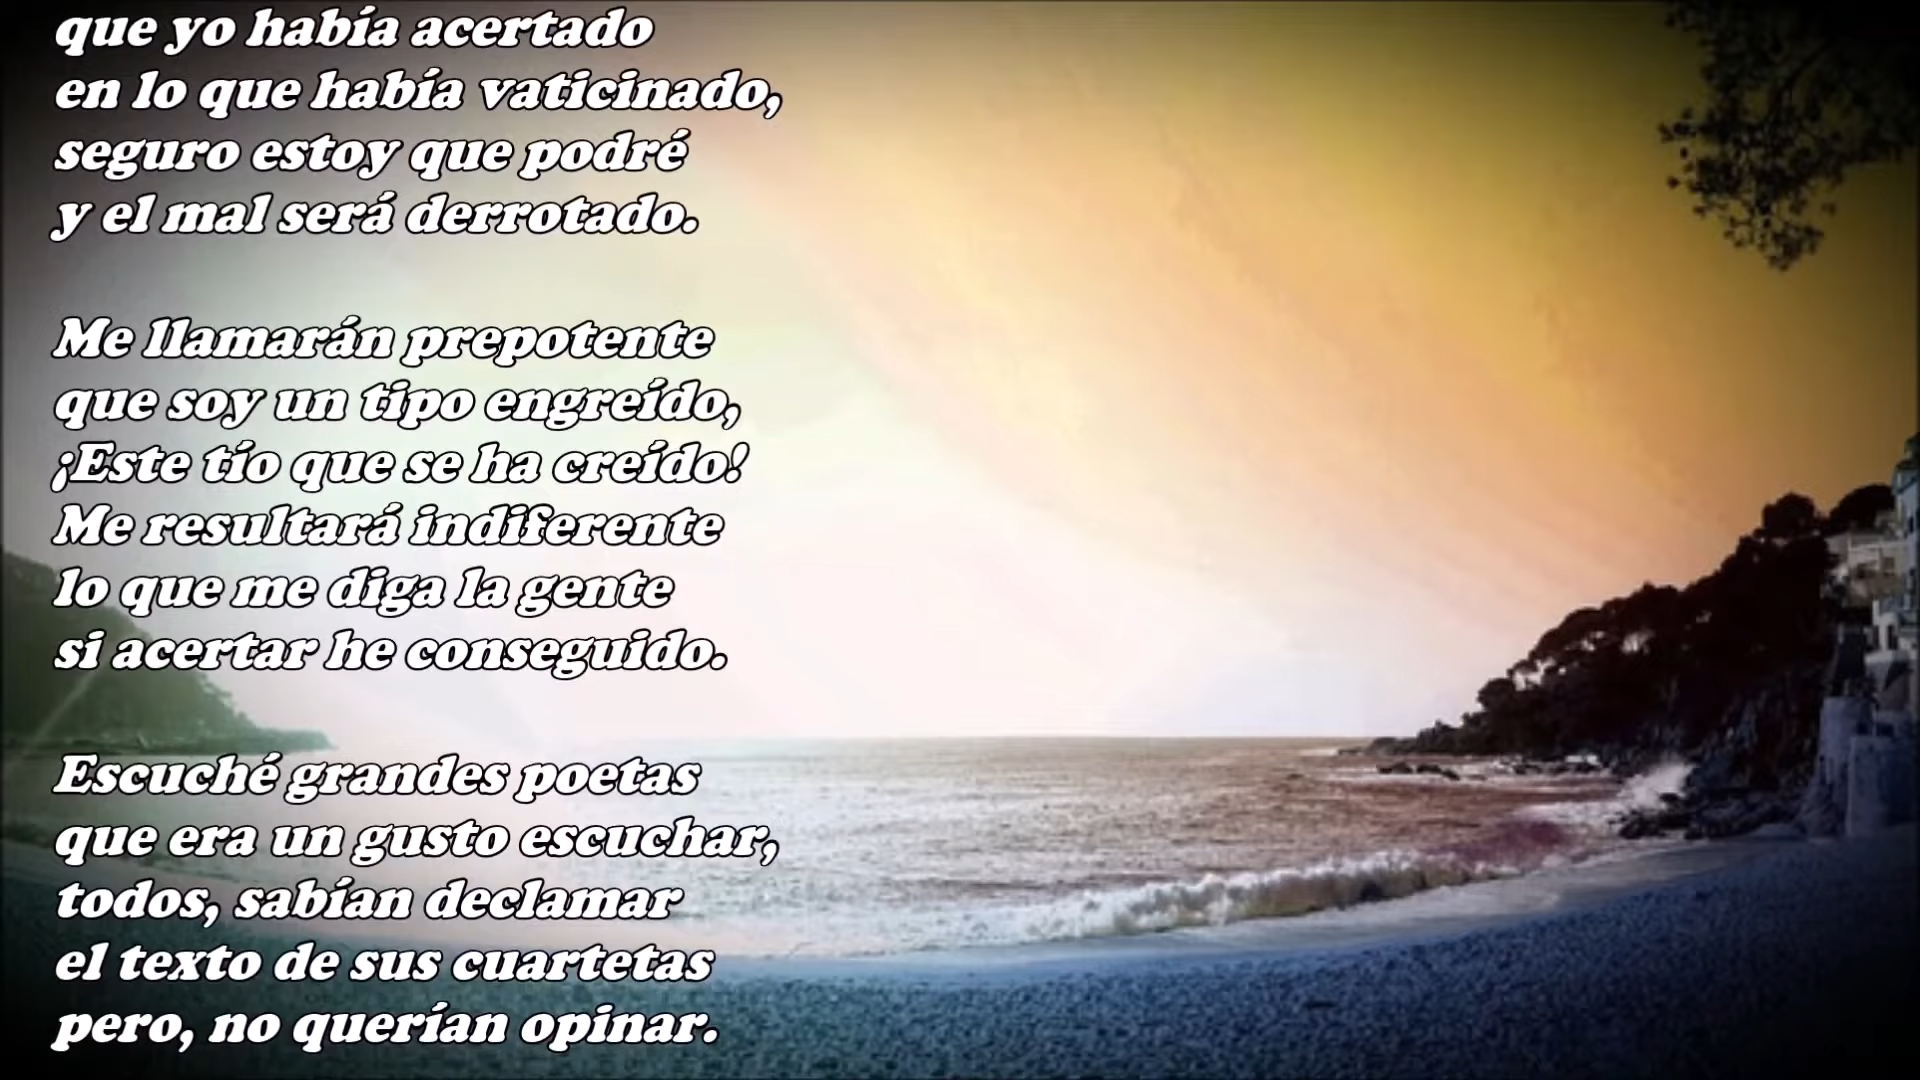 que yo había acertado
en lo que había vaticinado,
seguro estoy que podré
y el mal será derrotado.
Me llamarán prepotente
que soy un tipo engreído,
¡Este tío que se ha creído!
Me resultará indiferente
lo que me diga la gente
si acertar he conseguido.
Escuché grandes poetas
que era un gusto escuchar,
todos, sabían declamar
el texto de sus cuartetas
pero, no querían opinar.